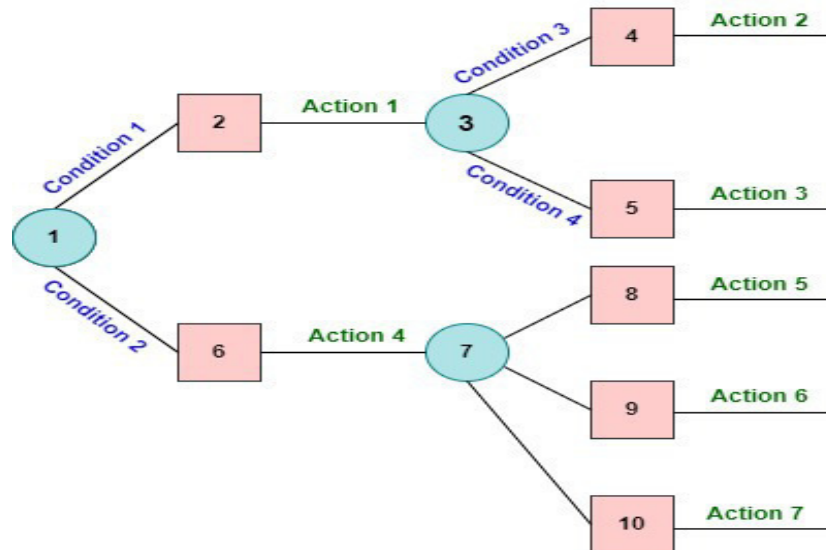 Condition 3
4
Action 2
Condition 1
2
Action 1
3
Condition 4
5
Action 3
1
Condition 2
6
Action 4
7
8
Action 5
9
Action 6
10
Action 7